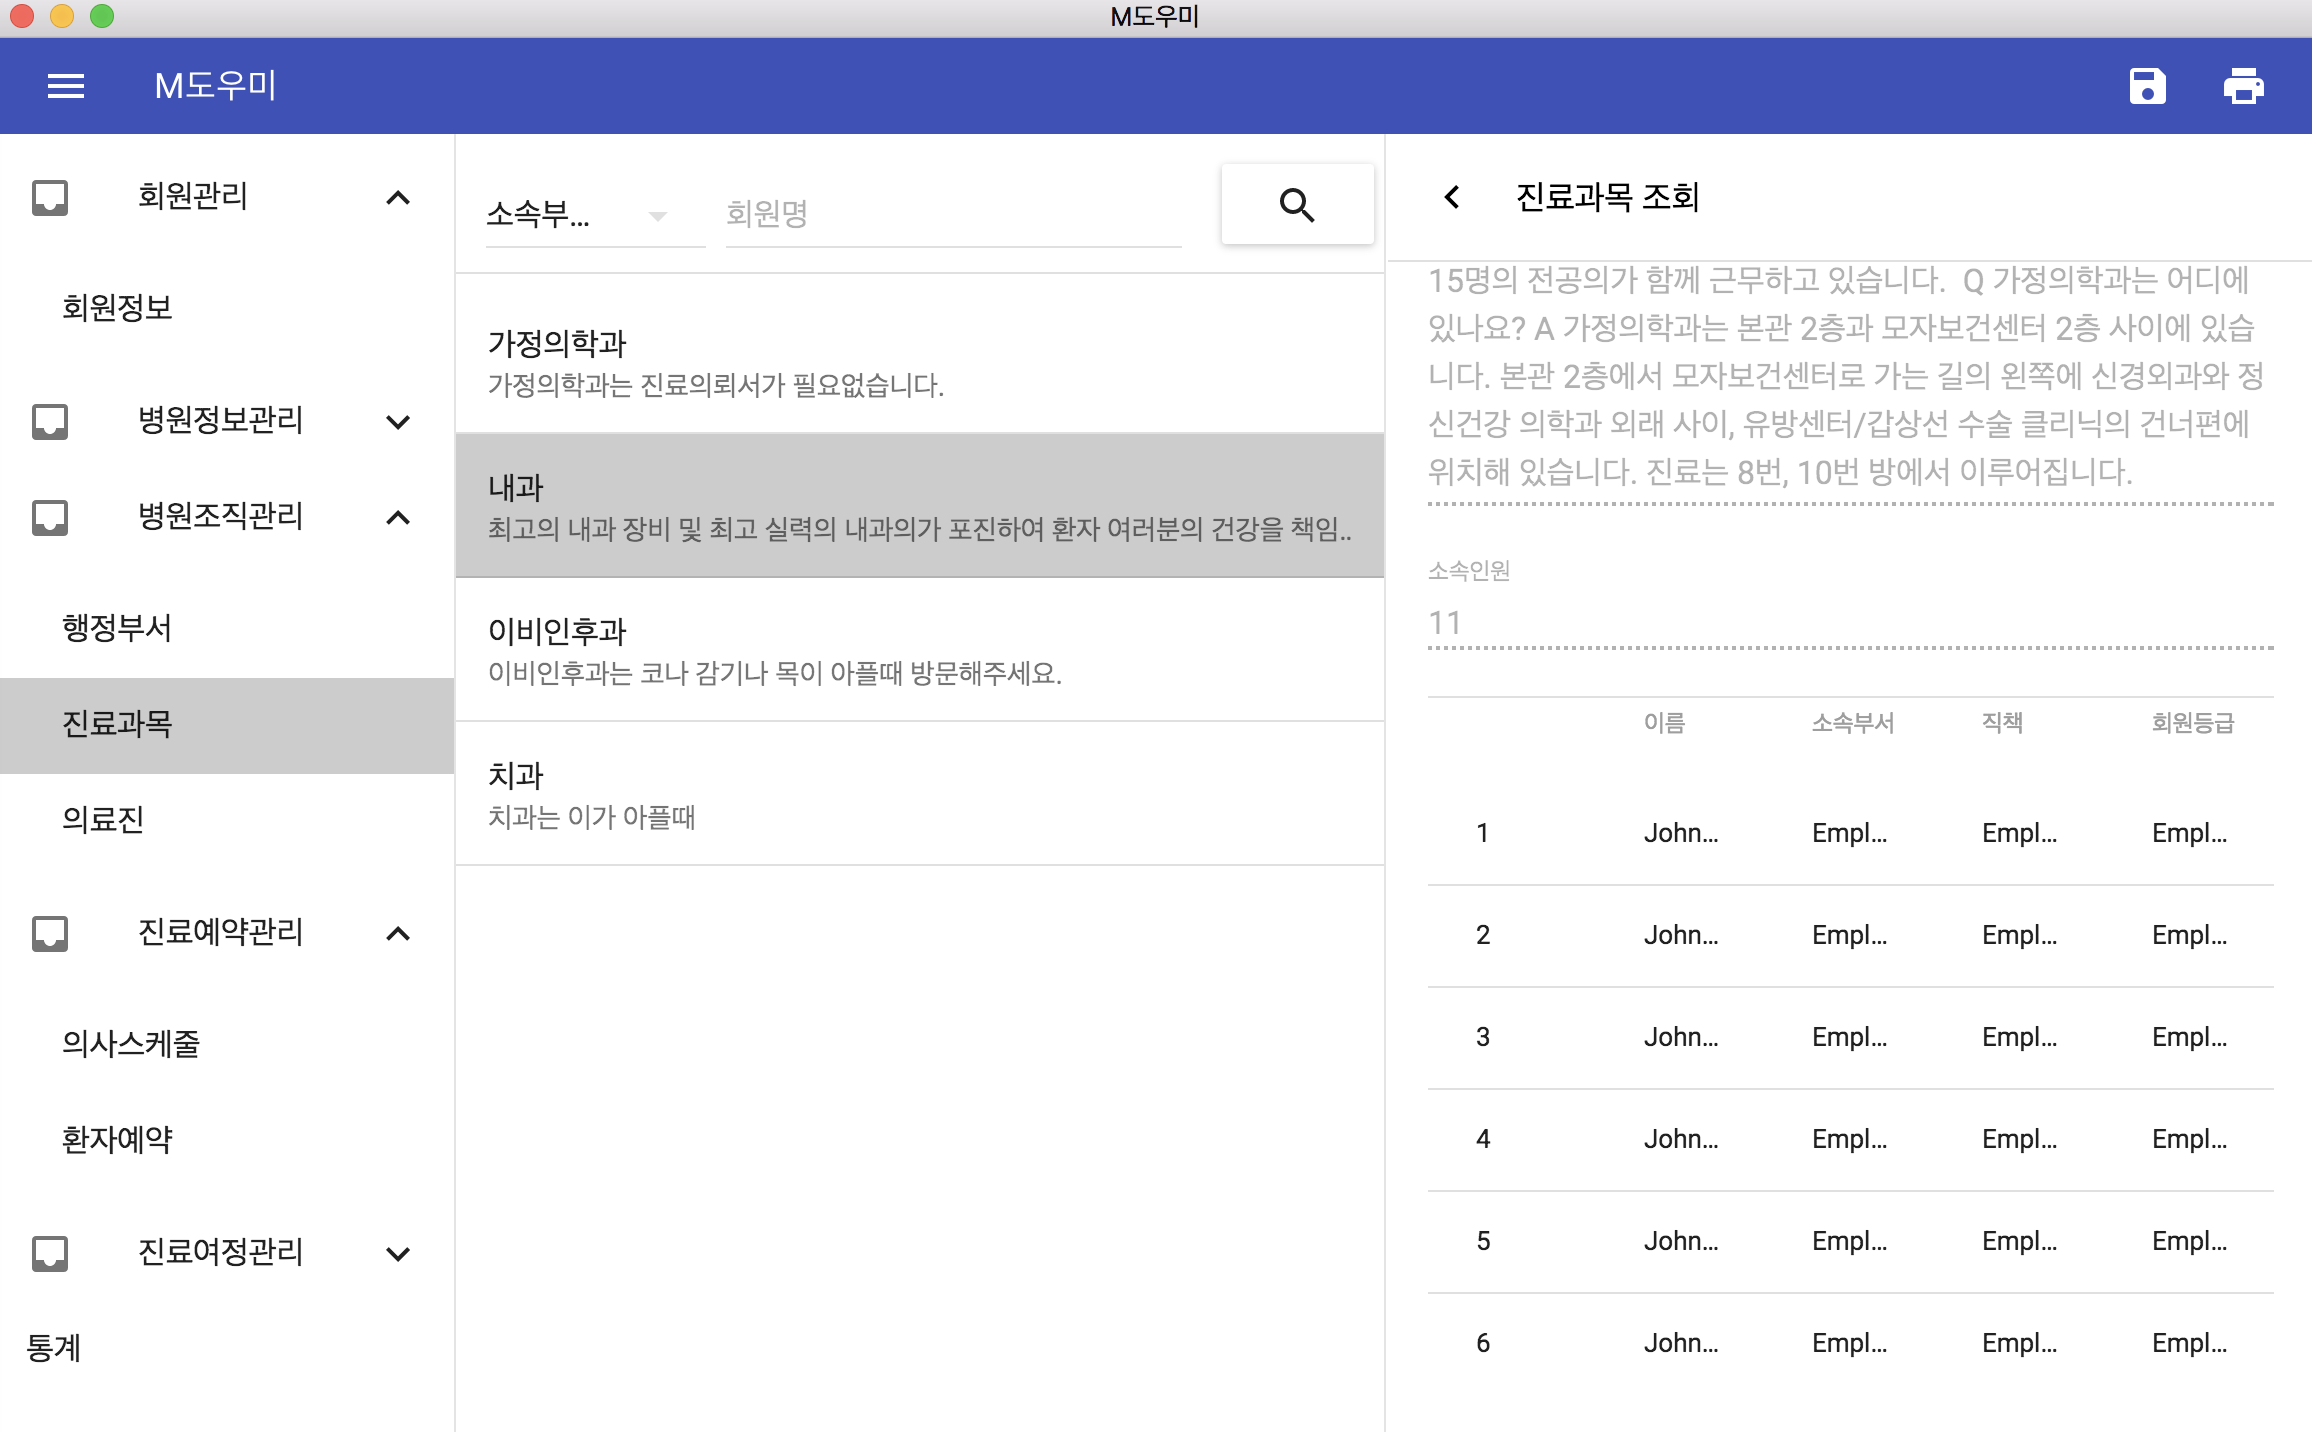 M도우미
M도우미
회원관리
회원정보
병원정보관리
병원조직관리
행정부서
진료과목
의료진
진료예약관리
의사스케줄
환자예약
진료여정관리
통계
소속부... 회원명
가정의학과
가정의학과는 진료의뢰서가 필요없습니다.
내과
최고의 내과 장비 및 최고 실력의 내과의가 포진하여 환자 여러분의 건강을 책임..
이비인후과
이비인후과는 코나 감기나 목이 아플때 방문해주세요.
치과
치과는 이가 아플때
진료과목 조회
15명의 전공의가 함께 근무하고 있습니다. Q 가정의학과는 어디에
있나요? A 가정의학과는 본관 2층과 모자보건센터 2층 사이에 있습
니다. 본관 2층에서 모자보건센터로 가는 길의 왼쪽에 신경외과와 정
신건강 의학과 외래 사이, 유방센터/갑상선 수술 클리닉의 건너편에
위치해 있습니다. 진료는 8번, 10번 방에서 이루어집니다.
소속인원
11
이름 소속부서 직책 회원등급
1 John... Empl... Empl... Empl...
2 John... Empl... Empl... Empl...
3 John... Empl... Empl... Empl...
4 John... Empl... Empl... Empl...
5 John... Empl... Empl... Empl...
6 John... Empl... Empl... Empl...